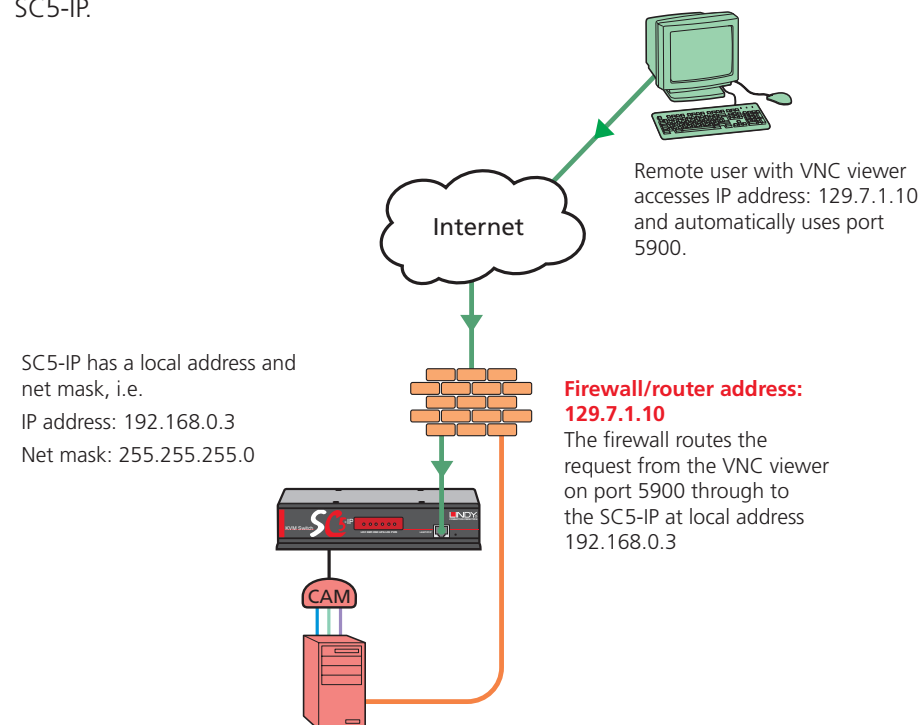 SC5-IP.
Remote user with VNC viewer
accesses IP address: 129.7.1.10
and automatically uses port
5900.
Internet
SC5-IP has a local address and
net mask, i.e.
IP address: 192.168.0.3
Net mask: 255.255.255.0
Firewall/router address:
129.7.1.10
The firewall routes the
request from the VNC viewer
on port 5900 through to
the SC5-IP at local address
192.168.0.3
KVM Switch
SC5-IP
LINDY
CAM